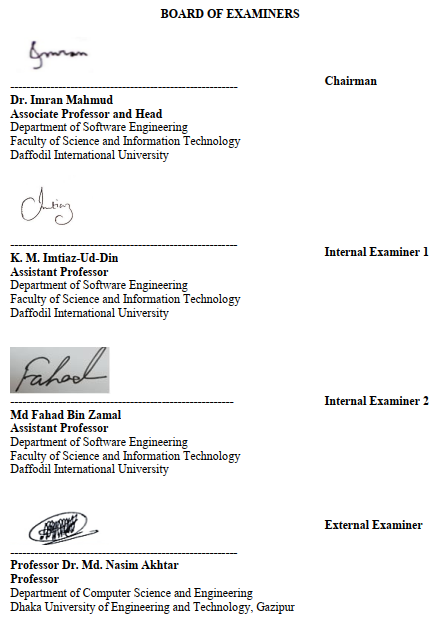 BOARD OF EXAMINERS
Imran
Chairman
Dr. Imran Mahmud
Associate Professor and Head
Department of Software Engineering
Faculty of Science and Information Technology
Daffodil International University
Imtiaz
Internal Examiner 1
K. M. Imtiaz-Ud-Din
Assistant Professor
Department of Software Engineering
Faculty of Science and Information Technology
Daffodil International University
Fahad
Internal Examiner 2
Md Fahad Bin Zamal
Assistant Professor
Department of Software Engineering
Faculty of Science and Information Technology
Daffodil International University
External Examiner
Professor Dr. Md. Nasim Akhtar
Professor
Department of Computer Science and Engineering
Dhaka University of Engineering and Technology, Gazipur